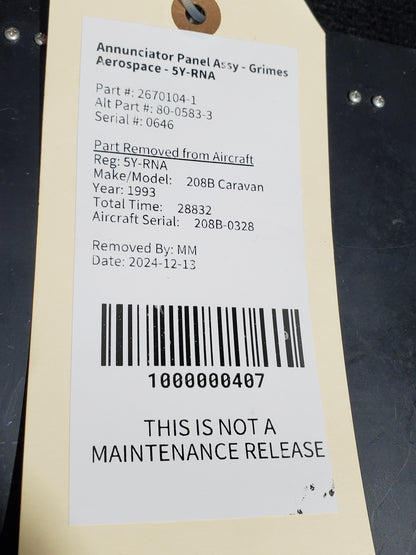 Annunciator Panel Assy - Grimes
Aerospace - 5Y-RNA
Part #: 2670104-1
Alt Part #: 80-0583-3
Serial #: 0646
Part Removed from Aircraft
Reg: 5Y-RNA
Make/Model: 208B Caravan
Year: 1993
Total Time: 28832
Aircraft Serial: 208B-0328
Removed By: MM
Date: 2024-12-13
1000000407
THIS IS NOT A
MAINTENANCE RELEASE